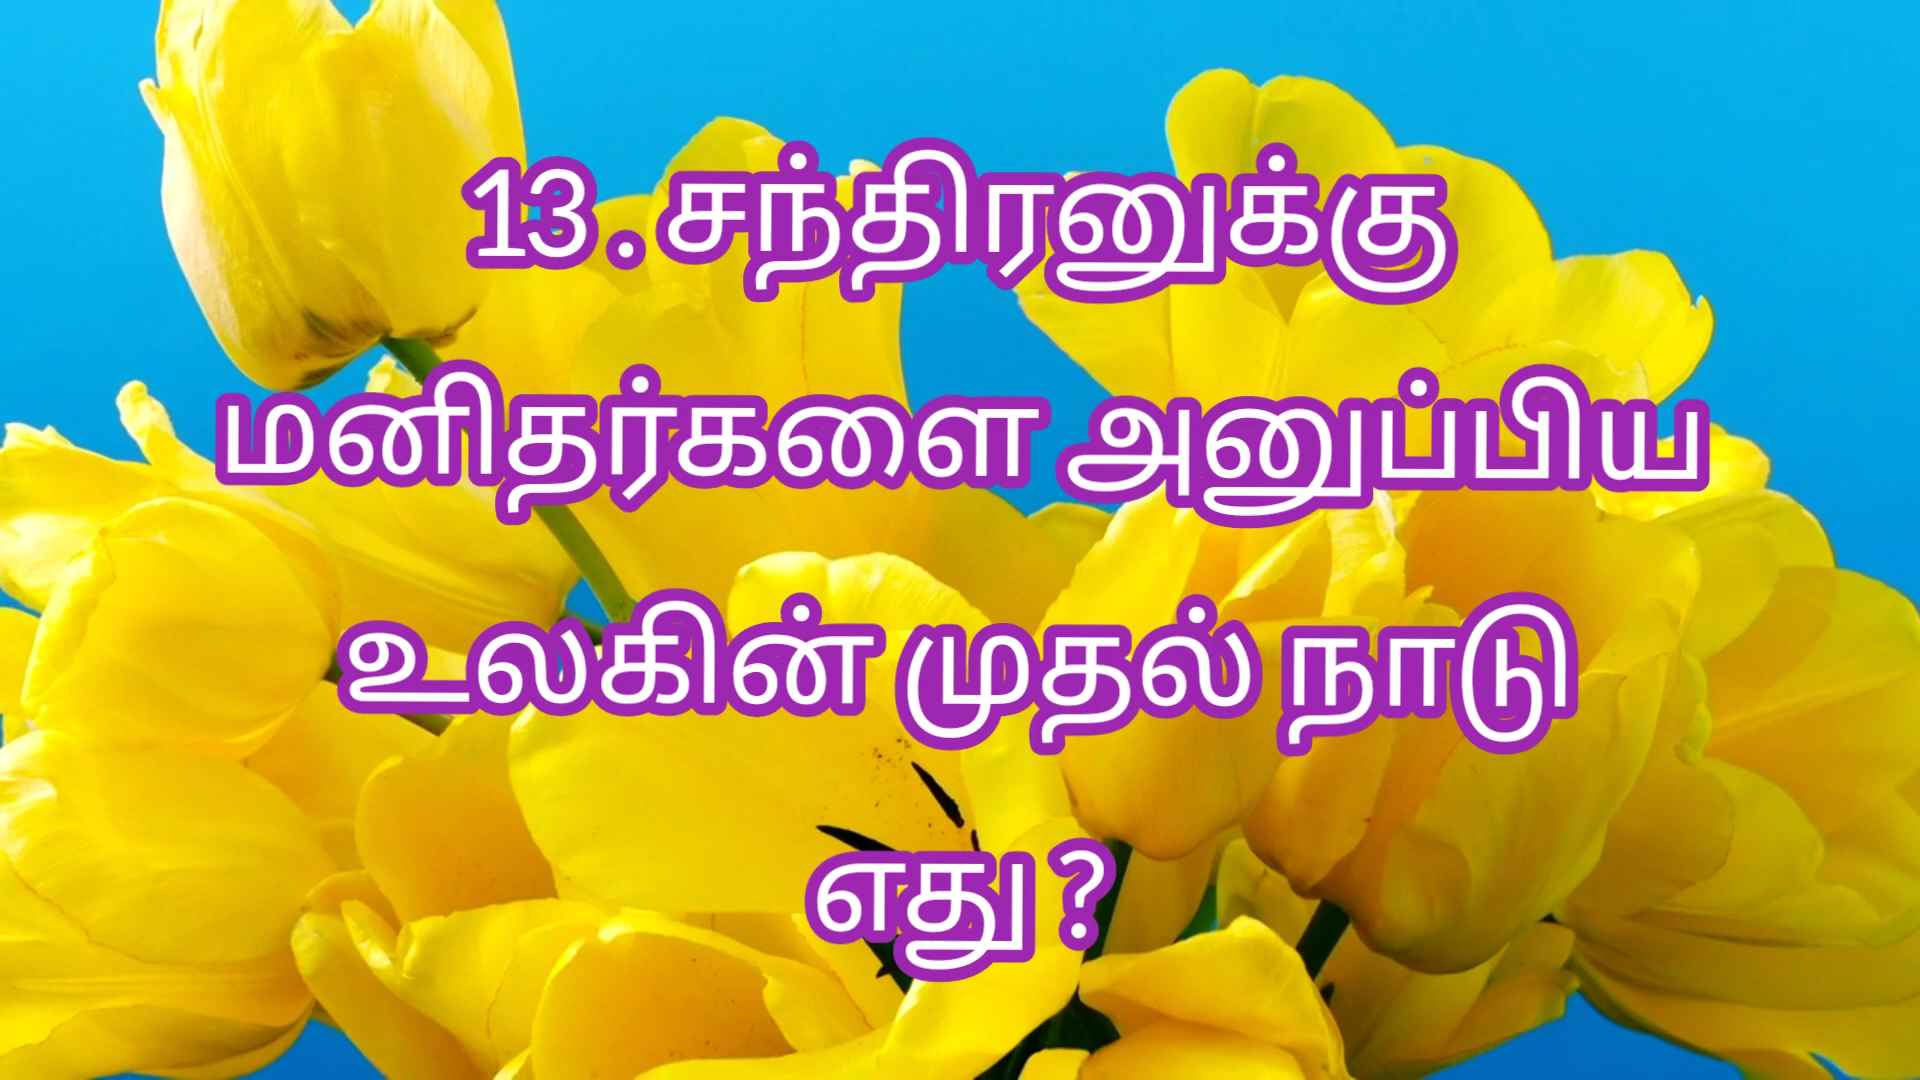 13. சந்திரனுக்கு
மனிதர்களை அனுப்பிய
உலகின் முதல் நாடு
எது ?